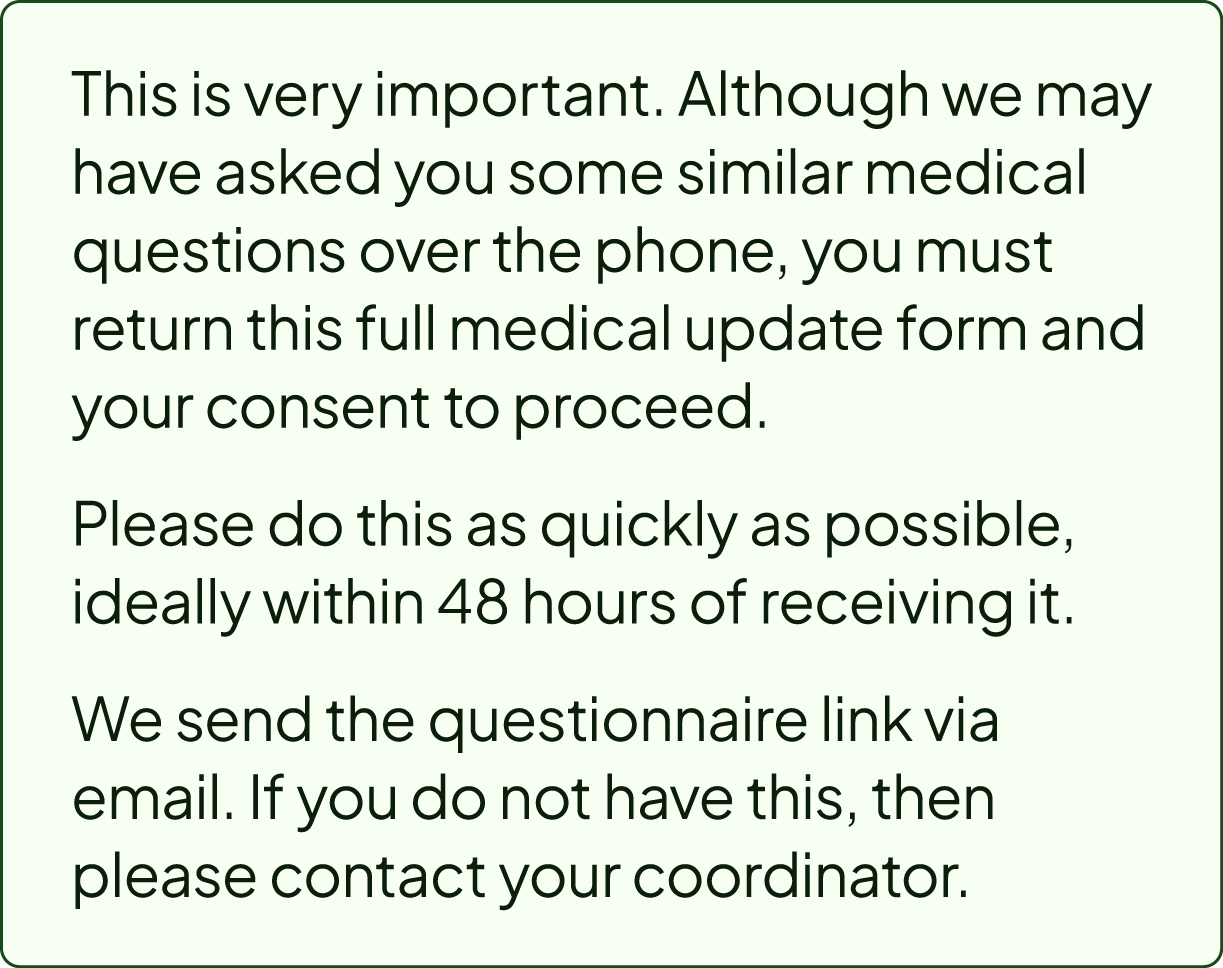 This is very important. Although we may
have asked you some similar medical
questions over the phone, you must
return this full medical update form and
your consent to proceed.
Please do this as quickly as possible,
ideally within 48 hours of receiving it.
We send the questionnaire link via
email. If you do not have this, then
please contact your coordinator.